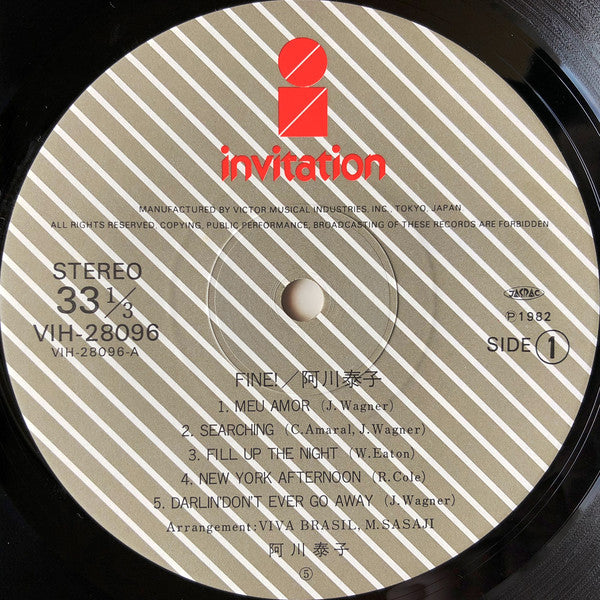 invitation
MANUFACTURED BY VICTOR MUSICAL INDUSTRIES, INC., TOKYO, JAPAN
ALL RIGHTS RESERVED, COPYING, PUBLIC PERFORMANCE, BROADCASTING OF THESE RECORDS ARE FORBIDDEN
STEREO
33 1/3
VIH-28096
VIH-28096-A
JASRAC
Ⓟ1982
SIDE 1
FINE!/阿川泰子
1. MEU AMOR (J. Wagner)
2. SEARCHING (C. Amaral, J. Wagner)
3. FILL UP THE NIGHT (W. Eaton)
4. NEW YORK AFTERNOON (R. Cole)
5. DARLIN'DON'T EVER GO AWAY (J. Wagner)
Arrangement: VIVA BRASIL, M. SASAJI
阿川泰子
⑤